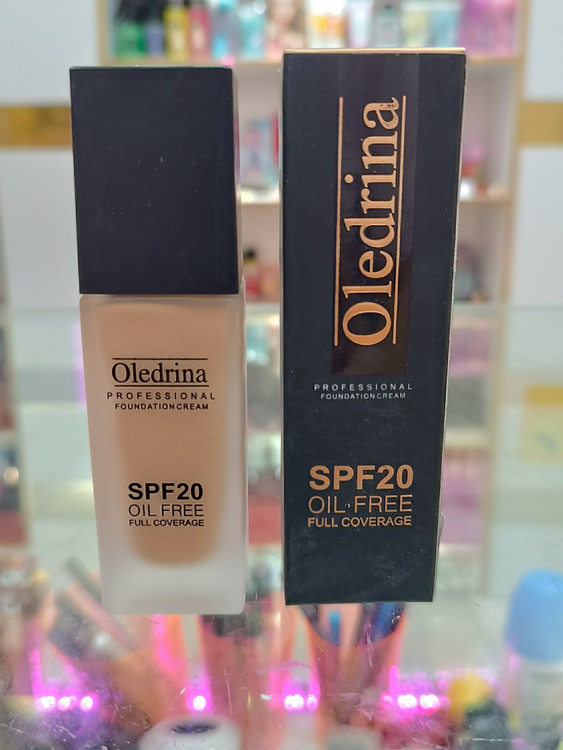 Oledrina
PROFESSIONAL
FOUNDATION CREAM
SPF20
OIL FREE
FULL COVERAGE
Oledrina
PROFESSIONAL
FOUNDATION CREAM
SPF20
OIL FREE
FULL COVERAGE